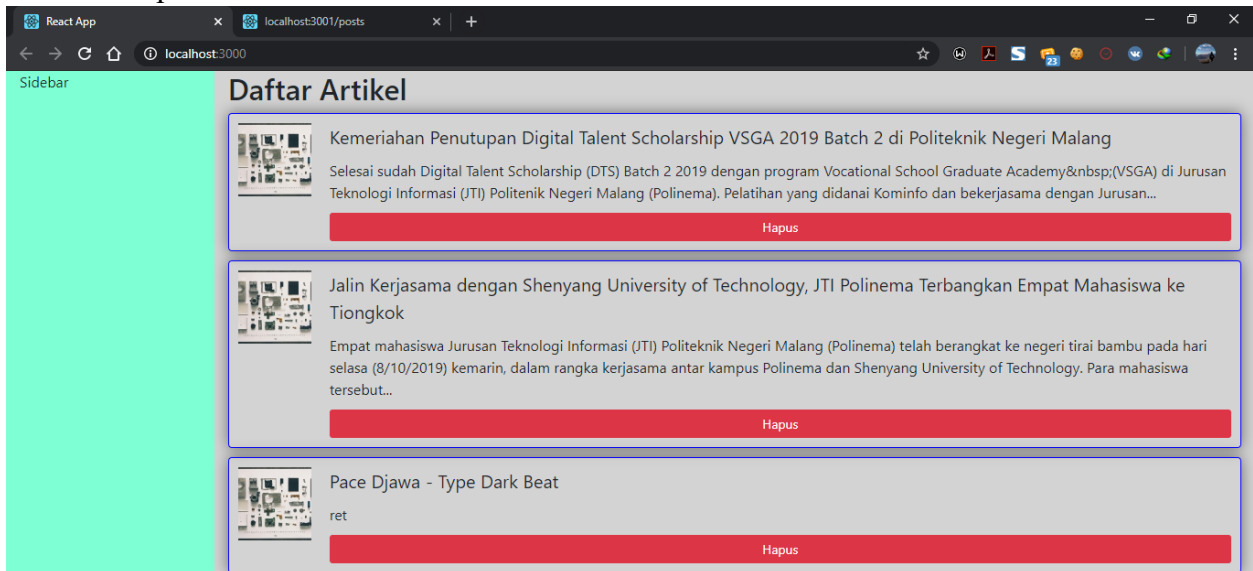 React App
localhost:3001/posts
localhost:3000
23
Sidebar
Daftar Artikel
Kemeriahan Penutupan Digital Talent Scholarship VSGA 2019 Batch 2 di Politeknik Negeri Malang
Selesai sudah Digital Talent Scholarship (DTS) Batch 2 2019 dengan program Vocational School Graduate Academy&nbsp;(VSGA) di Jurusan
Teknologi Informasi (JTI) Politenik Negeri Malang (Polinema). Pelatihan yang didanai Kominfo dan bekerjasama dengan Jurusan...
Hapus
Jalin Kerjasama dengan Shenyang University of Technology, JTI Polinema Terbangkan Empat Mahasiswa ke
Tiongkok
Empat mahasiswa Jurusan Teknologi Informasi (JTI) Politeknik Negeri Malang (Polinema) telah berangkat ke negeri tirai bambu pada hari
selasa (8/10/2019) kemarin, dalam rangka kerjasama antar kampus Polinema dan Shenyang University of Technology. Para mahasiswa
tersebut...
Hapus
Pace Djawa - Type Dark Beat
ret
Hapus